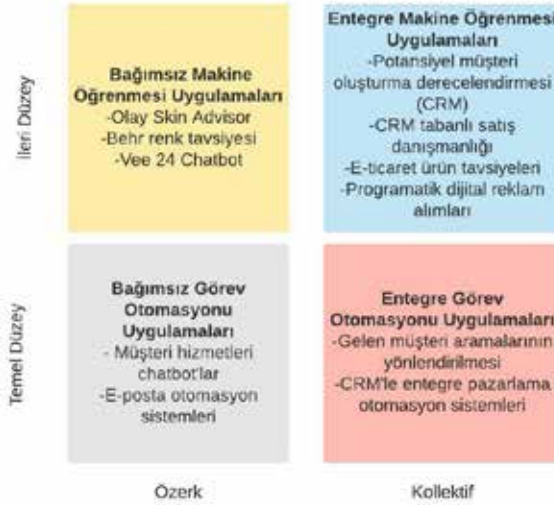 İleri Düzey
Bağımsız Makine
Öğrenmesi Uygulamaları
-Olay Skin Advisor
-Behr renk tavsiyesi
-Vee 24 Chatbot
Entegre Makine Öğrenmesi
Uygulamaları
-Potansiyel müşteri
oluşturma derecelendirmesi
(CRM)
-CRM tabanlı satış
danışmanlığı
-E-ticaret ürün tavsiyeleri
-Programatik dijital reklam
alımları
Temel Düzey
Bağımsız Görev
Otomasyonu
Uygulamaları
- Müşteri hizmetleri
chatbot'lar
-E-posta otomasyon
sistemleri
Entegre Görev
Otomasyonu Uygulamaları
-Gelen müşteri aramalarının
yönlendirilmesi
-CRM'le entegre pazarlama
otomasyon sistemleri
Özerk
Kollektif